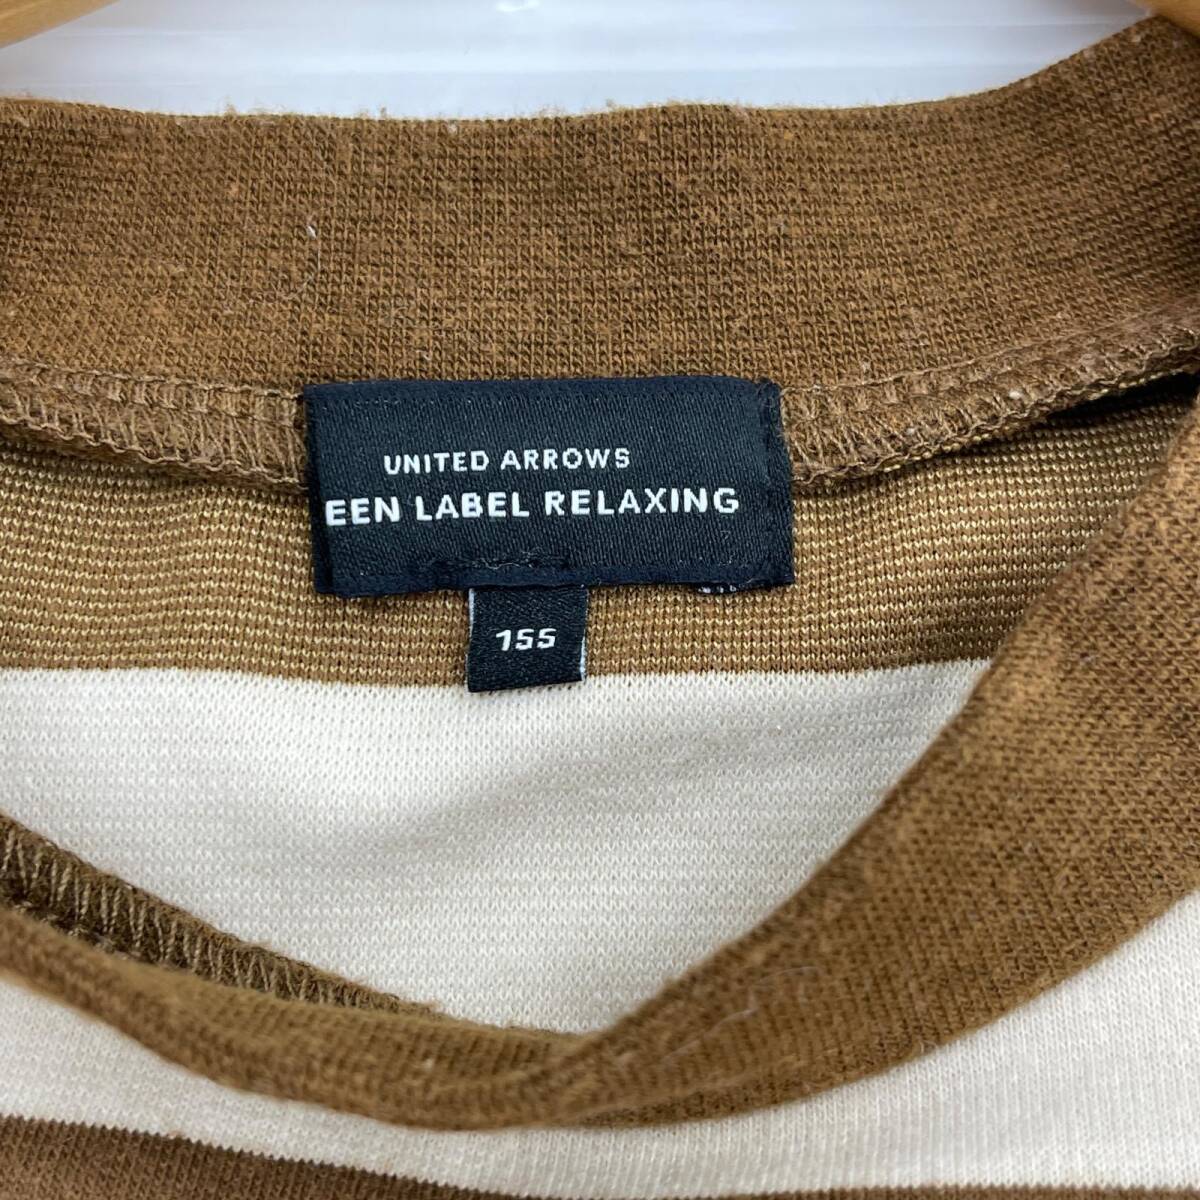 UNITED ARROWS
EEN LABEL RELAXING
155